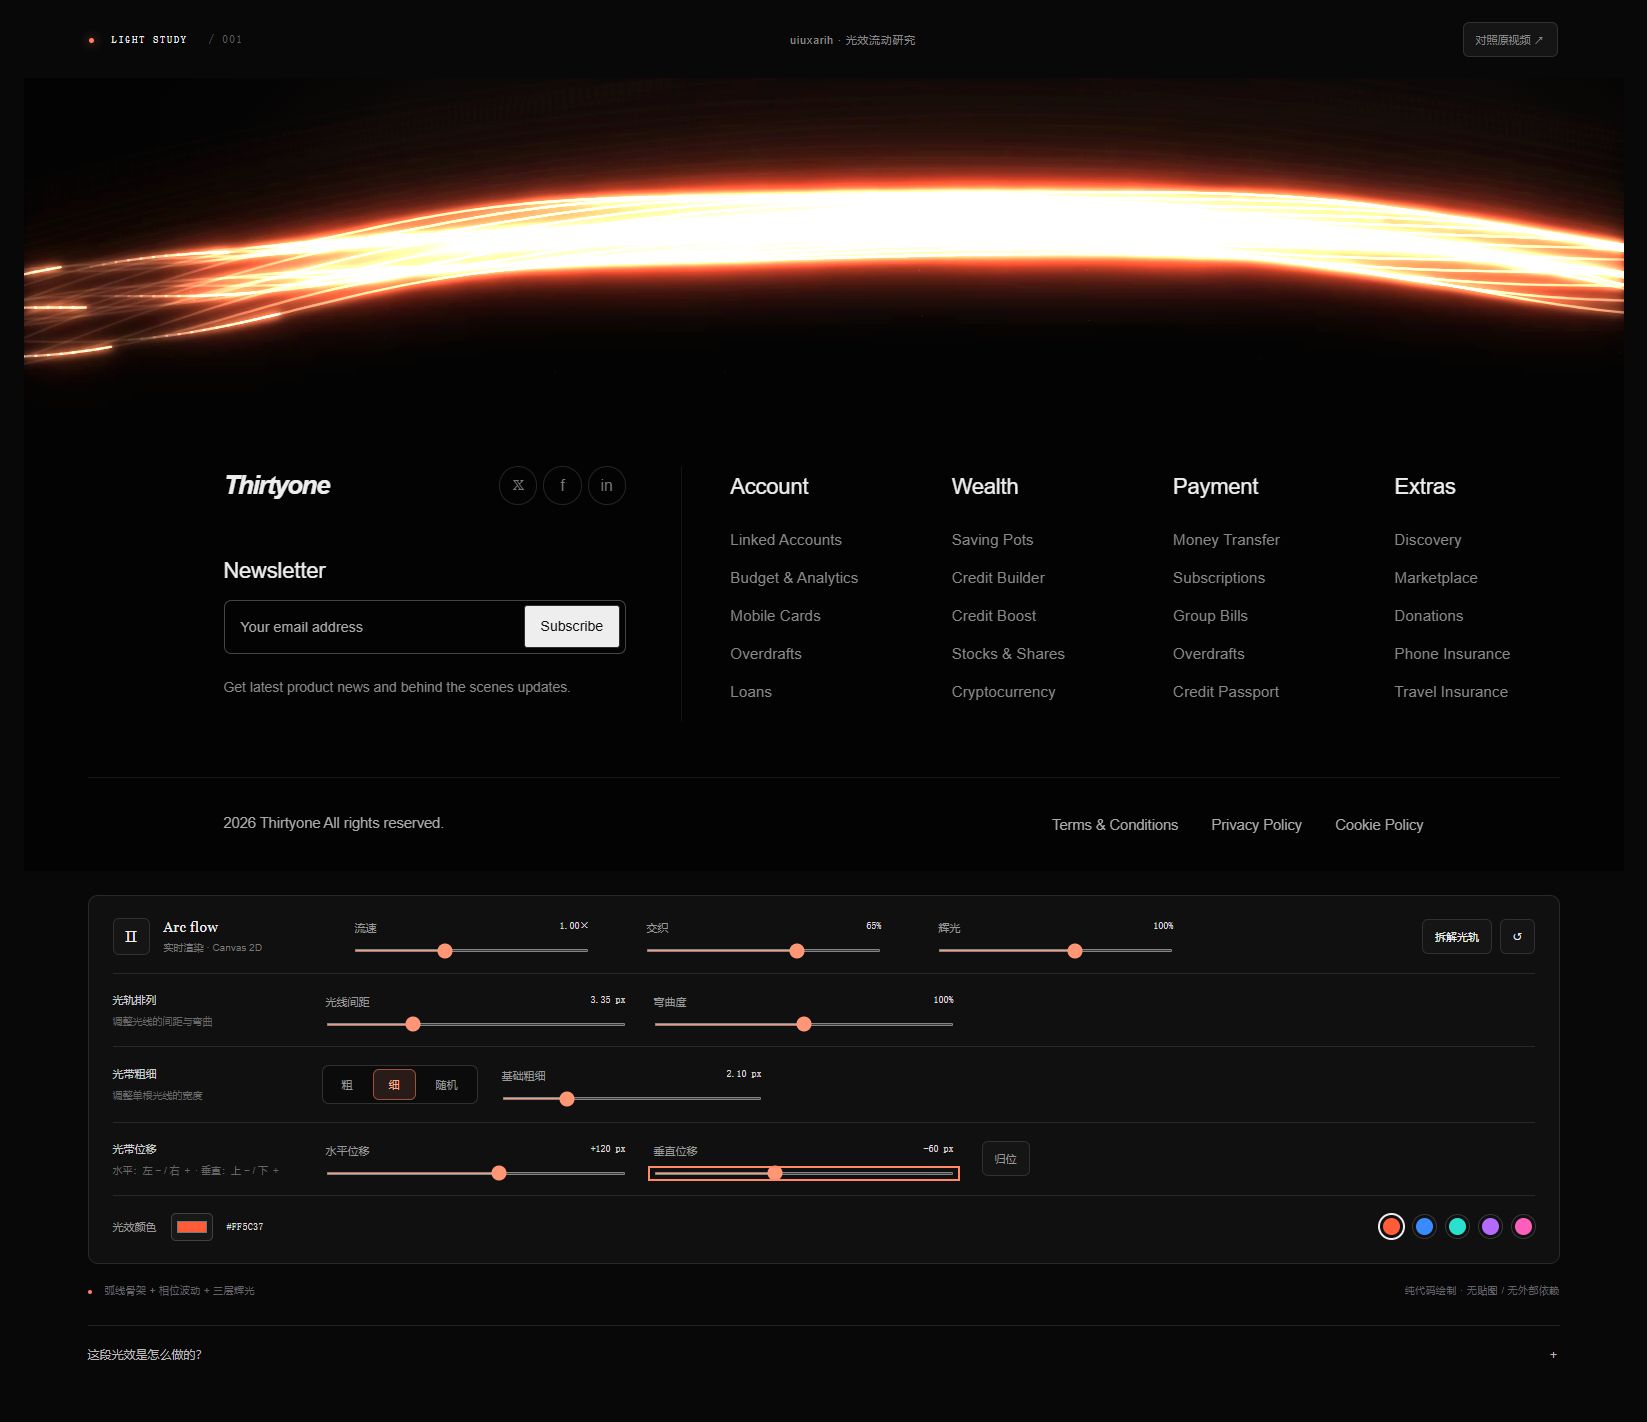 LIGHT STUDY / 001
uiuxarih · 光效流动研究
对照原视频 ↗
Thirtyone
𝕏 f in
Newsletter
Your email address
Subscribe
Get latest product news and behind the scenes updates.
Account
Linked Accounts
Budget & Analytics
Mobile Cards
Overdrafts
Loans
Wealth
Saving Pots
Credit Builder
Credit Boost
Stocks & Shares
Cryptocurrency
Payment
Money Transfer
Subscriptions
Group Bills
Overdrafts
Credit Passport
Extras
Discovery
Marketplace
Donations
Phone Insurance
Travel Insurance
2026 Thirtyone All rights reserved.
Terms & Conditions
Privacy Policy
Cookie Policy
Arc flow
实时渲染 · Canvas 2D
流速 1.00×
交织 65%
辉光 100%
拆解光轨
↺
光轨排列
调整光线的间距与弯曲
光线间距 3.35 px
弯曲度 100%
光带粗细
调整单根光线的宽度
粗 细 随机
基础粗细 2.10 px
光带位移
水平：左 − / 右 + · 垂直：上 − / 下 +
水平位移 +120 px
垂直位移 −60 px
归位
光效颜色 #FF5C37
弧线骨架 + 相位波动 + 三层辉光
纯代码绘制 · 无贴图 / 无外部依赖
这段光效是怎么做的？ +